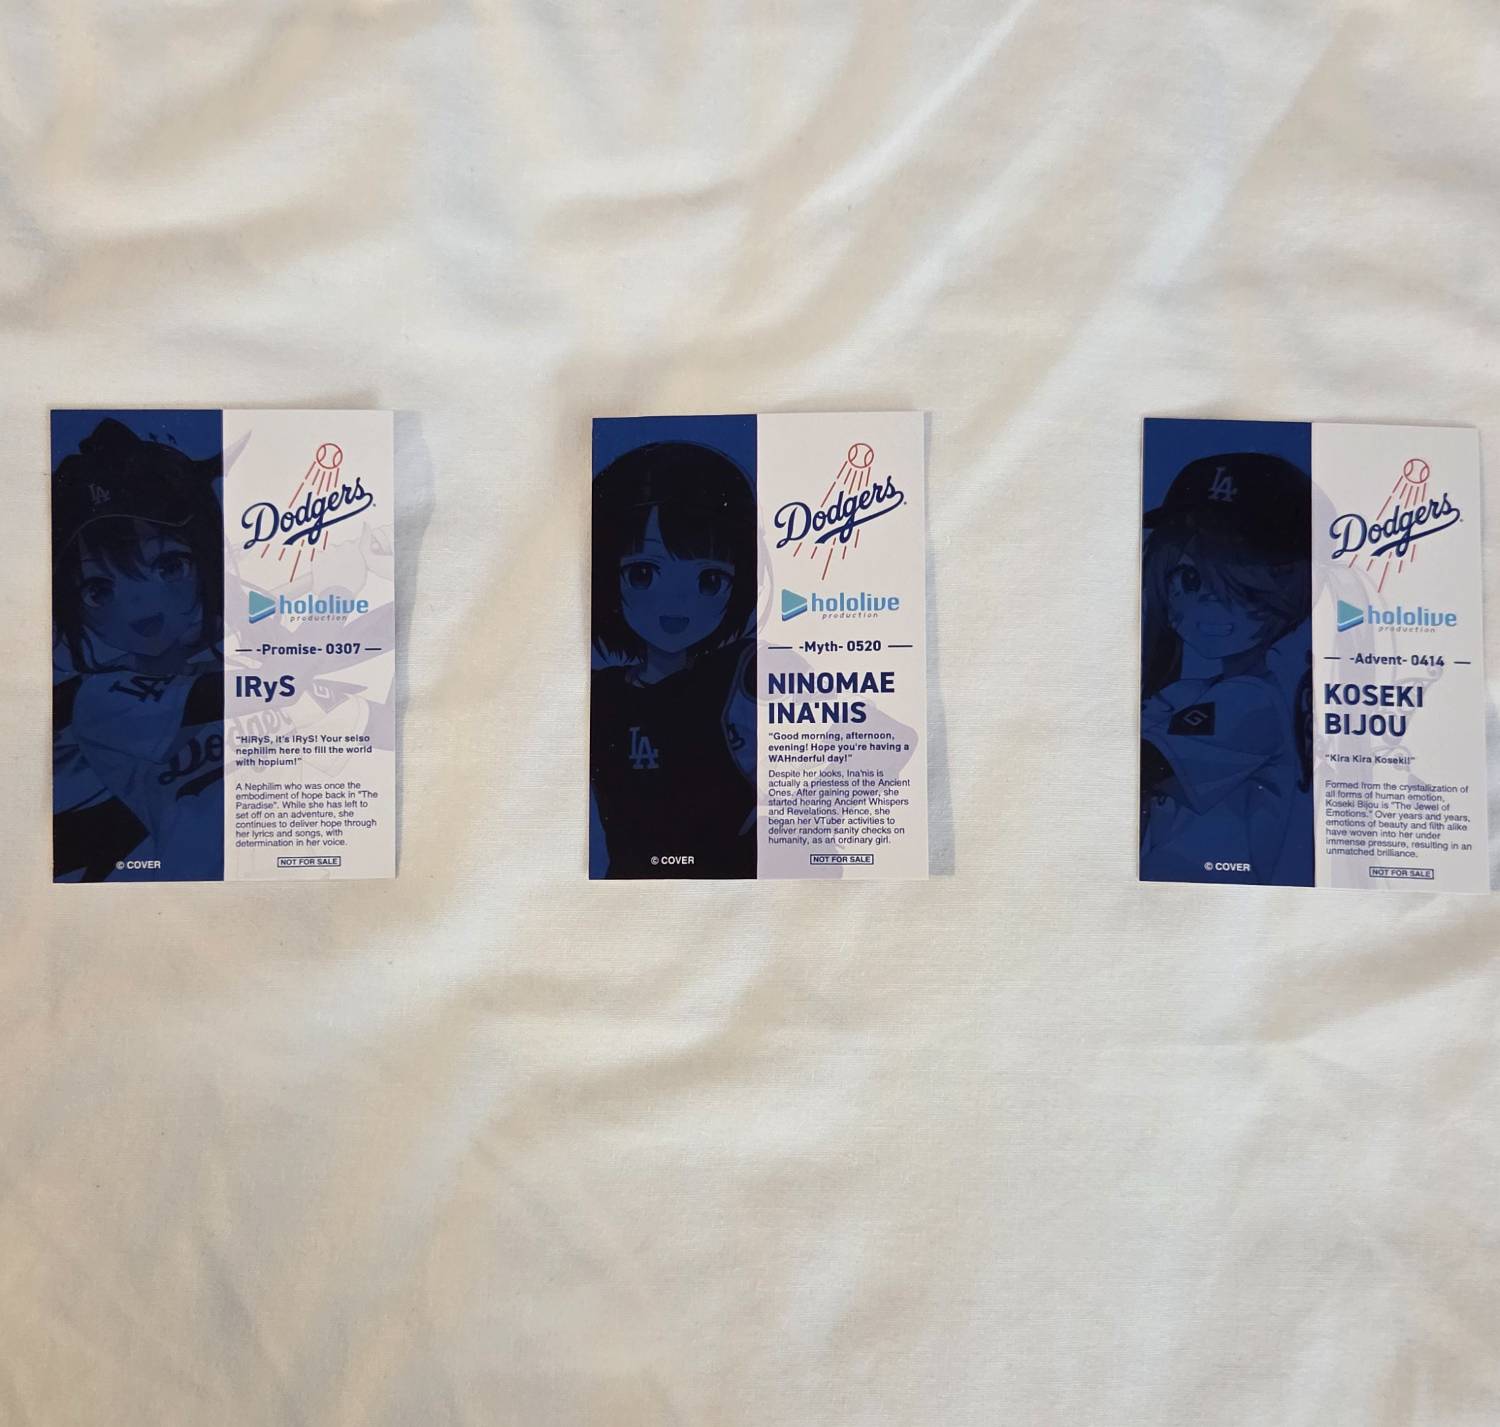 LA
LA
Do
Dodgers
hololive
production
-Promise- 0307
IRyS
"HiRyS, it's IRyS! Your seiso
nephilim here to fill the world
with hopium!"
A Nephilim who was once the
embodiment of hope back in "The
Paradise". While she has left to
set off on an adventure, she
continues to deliver hope through
her lyrics and songs, with
determination in her voice.
NOT FOR SALE
© COVER
LA
Dodgers
hololive
production
-Myth- 0520
NINOMAE
INA'NIS
"Good morning, afternoon,
evening! Hope you're having a
WAHnderful day!"
Despite her looks, Ina'nis is
actually a priestess of the Ancient
Ones. After gaining power, she
started hearing Ancient Whispers
and Revelations. Hence, she
began her VTuber activities to
deliver random sanity checks on
humanity, as an ordinary girl.
NOT FOR SALE
© COVER
LA
Dodgers
hololive
production
-Advent- 0414
KOSEKI
BIJOU
"Kira Kira Koseki!"
Formed from the crystallization of
all forms of human emotion,
Koseki Bijou is "The Jewel of
Emotions." Over years and years,
emotions of beauty and filth alike
have woven into her under
immense pressure, resulting in an
unmatched brilliance.
NOT FOR SALE
© COVER